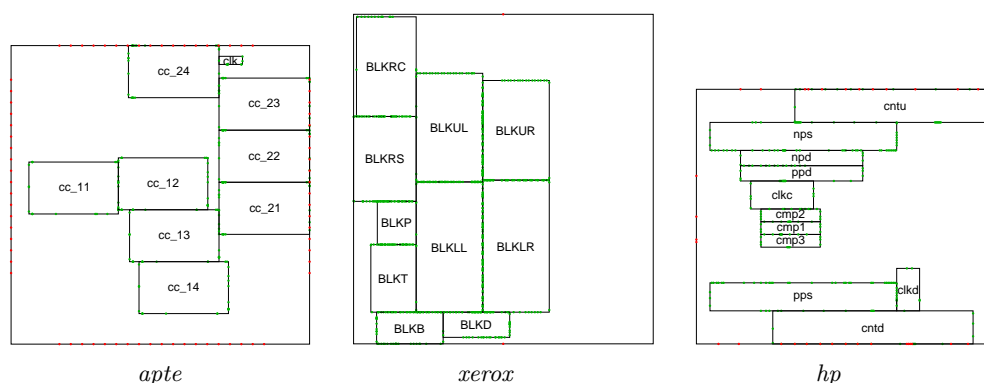 cc_24
clk
cc_23
cc_22
cc_21
cc_11
cc_12
cc_13
cc_14
apte
BLKRC
BLKUL
BLKUR
BLKRS
BLKP
BLKLL
BLKLR
BLKT
BLKB
BLKD
xerox
cntu
nps
npd
ppd
clkc
cmp2
cmp1
cmp3
clkd
pps
cntd
hp